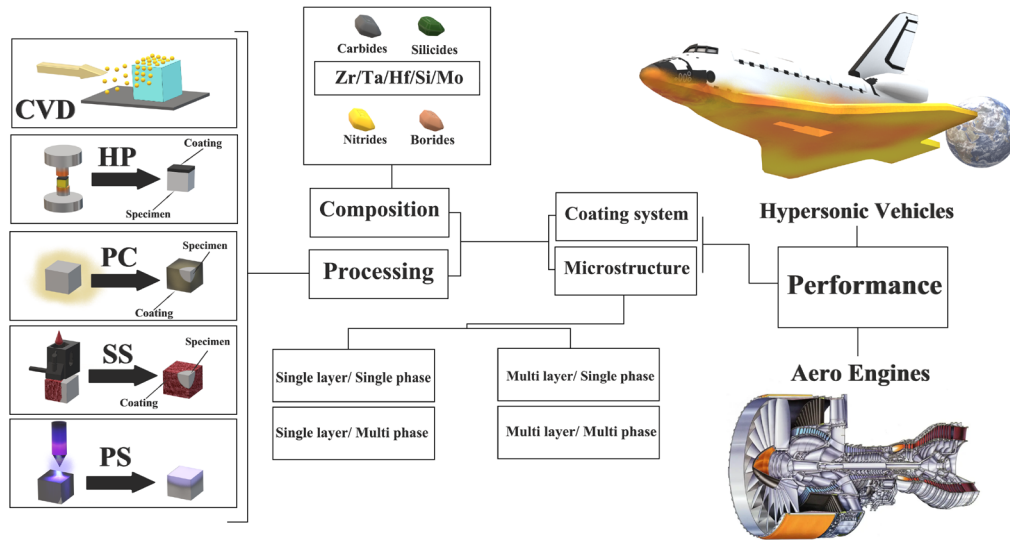 CVD
HP
Coating
Specimen
PC
Specimen
Coating
SS
Specimen
Coating
PS
Carbides
Silicides
Zr/Ta/Hf/Si/Mo
Nitrides
Borides
Composition
Processing
Coating system
Microstructure
Single layer/ Single phase
Multi layer/ Single phase
Single layer/ Multi phase
Multi layer/ Multi phase
Hypersonic Vehicles
Performance
Aero Engines